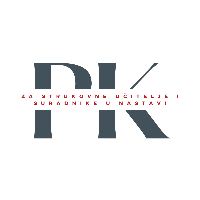 PK
ZA STRUKOVNE UČITELJE I
SURADNIKE U NASTAVI